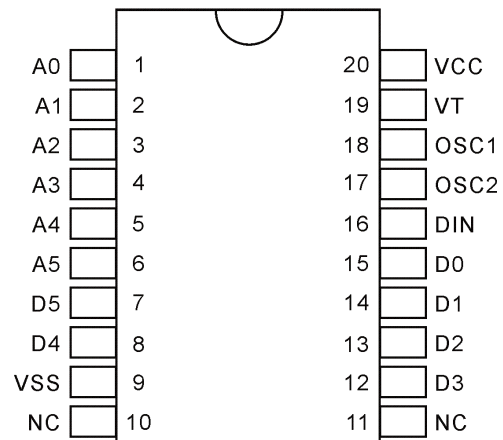 A0 1 20 VCC
A1 2 19 VT
A2 3 18 OSC1
A3 4 17 OSC2
A4 5 16 DIN
A5 6 15 D0
D5 7 14 D1
D4 8 13 D2
VSS 9 12 D3
NC 10 11 NC